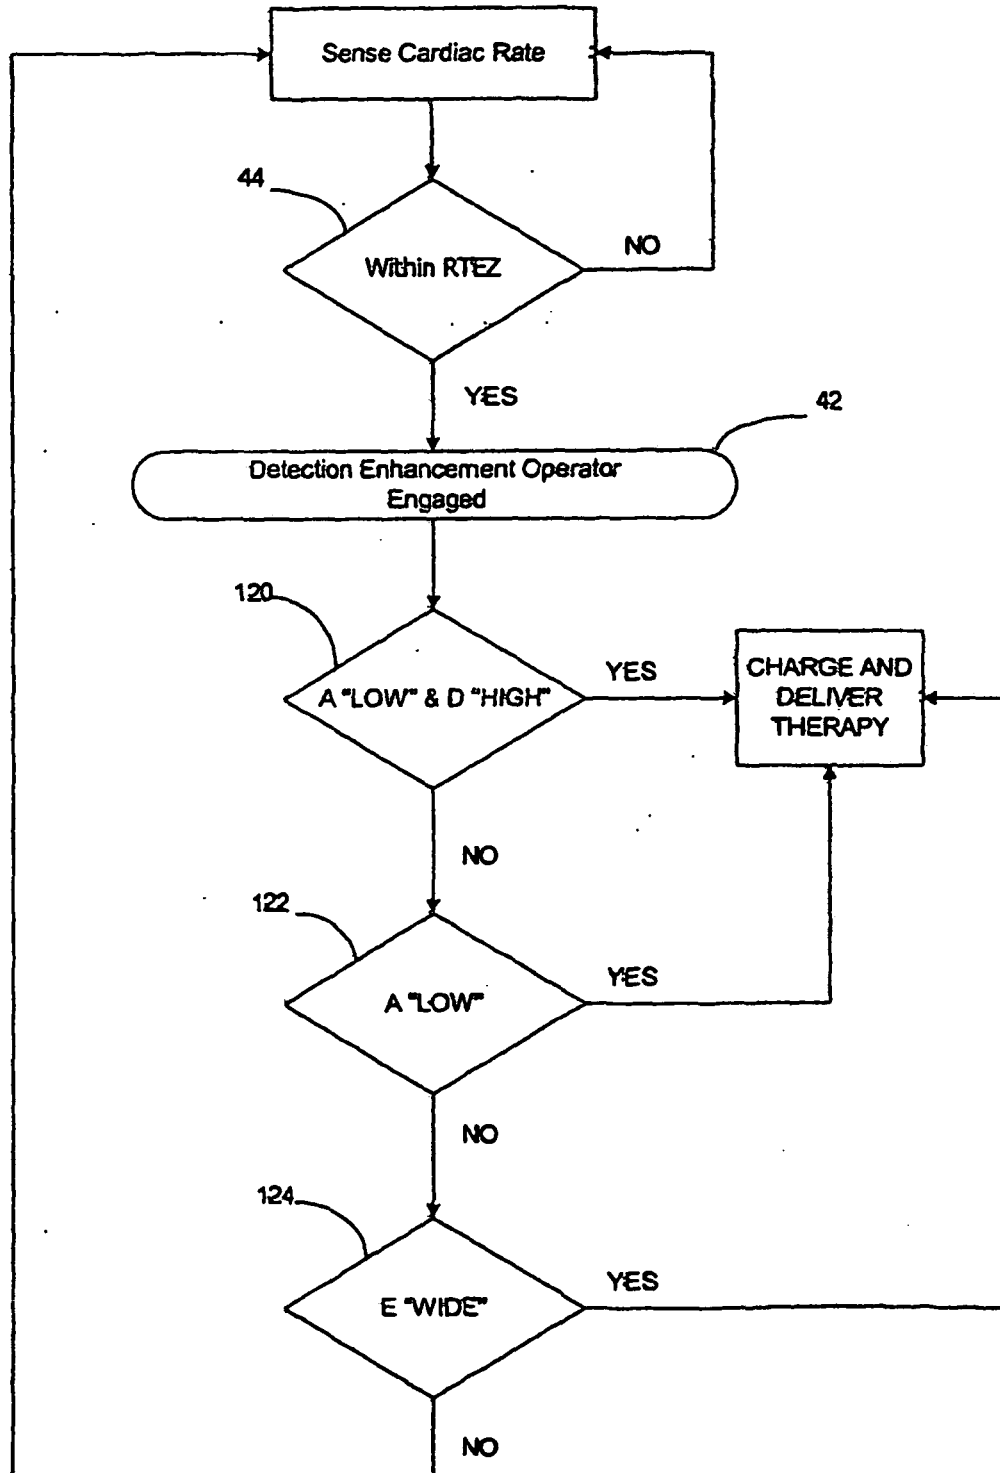 Sense Cardiac Rate
44
Within RTEZ
NO
YES
42
Detection Enhancement Operator
Engaged
120
A "LOW" & D "HIGH"
YES
CHARGE AND
DELIVER
THERAPY
NO
122
A "LOW"
YES
NO
124
E "WIDE"
YES
NO